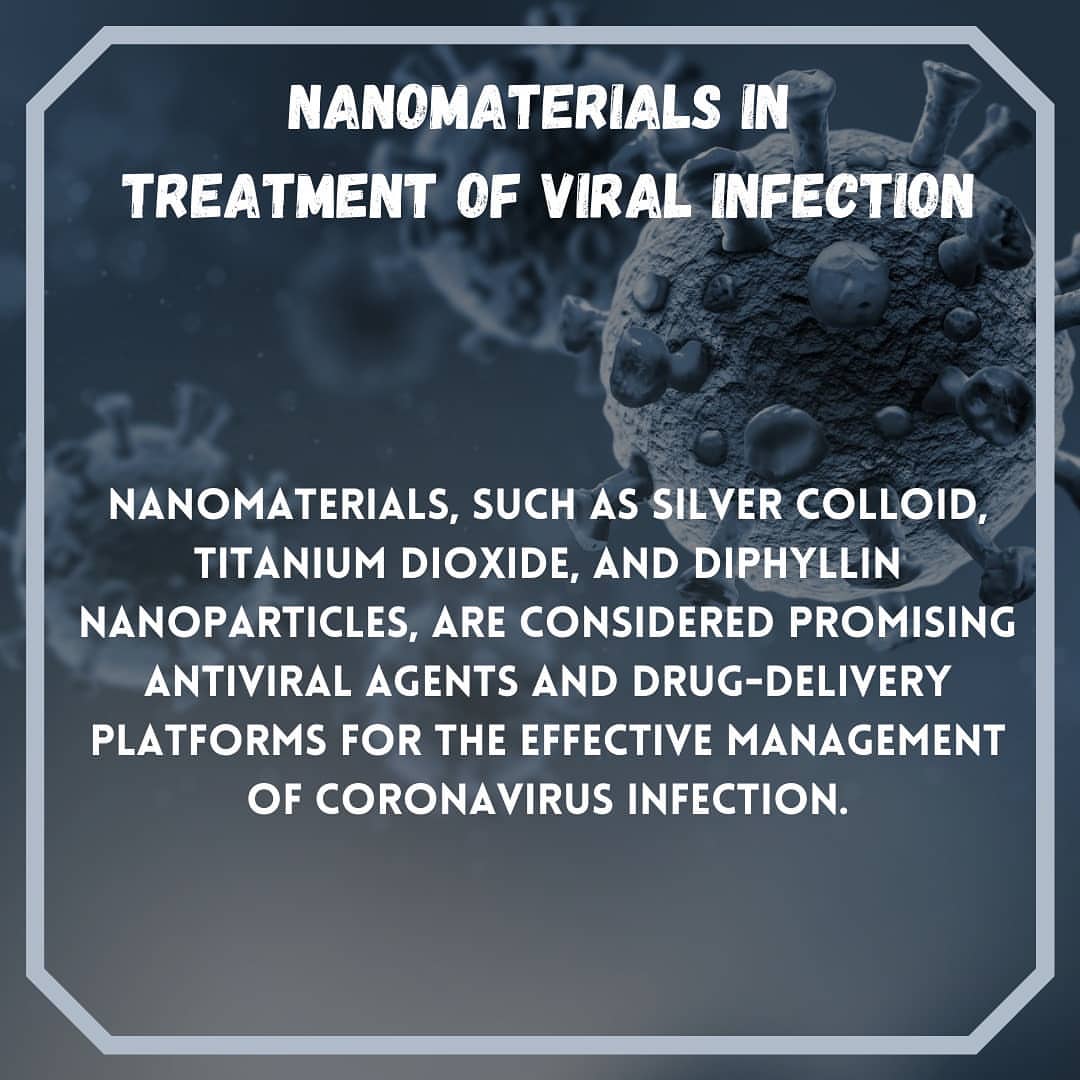 NANOMATERIALS IN
TREATMENT OF VIRAL INFECTION
NANOMATERIALS, SUCH AS SILVER COLLOID,
TITANIUM DIOXIDE, AND DIPHYLLIN
NANOPARTICLES, ARE CONSIDERED PROMISING
ANTIVIRAL AGENTS AND DRUG-DELIVERY
PLATFORMS FOR THE EFFECTIVE MANAGEMENT
OF CORONAVIRUS INFECTION.